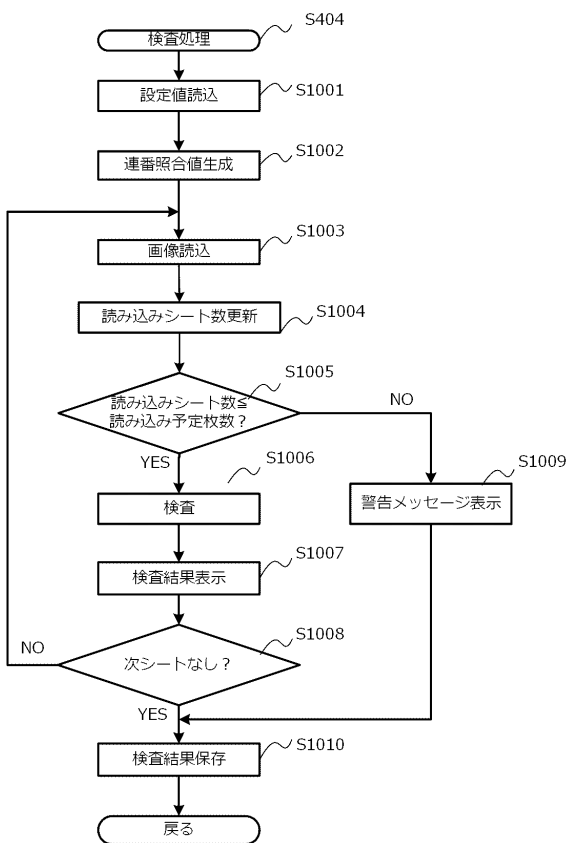 検査処理
S404
設定値読込
S1001
連番照合値生成
S1002
画像読込
S1003
読み込みシート数更新
S1004
読み込みシート数≦
読み込み予定枚数？
S1005
NO
YES
検査
S1006
警告メッセージ表示
S1009
検査結果表示
S1007
次シートなし？
S1008
NO
YES
検査結果保存
S1010
戻る